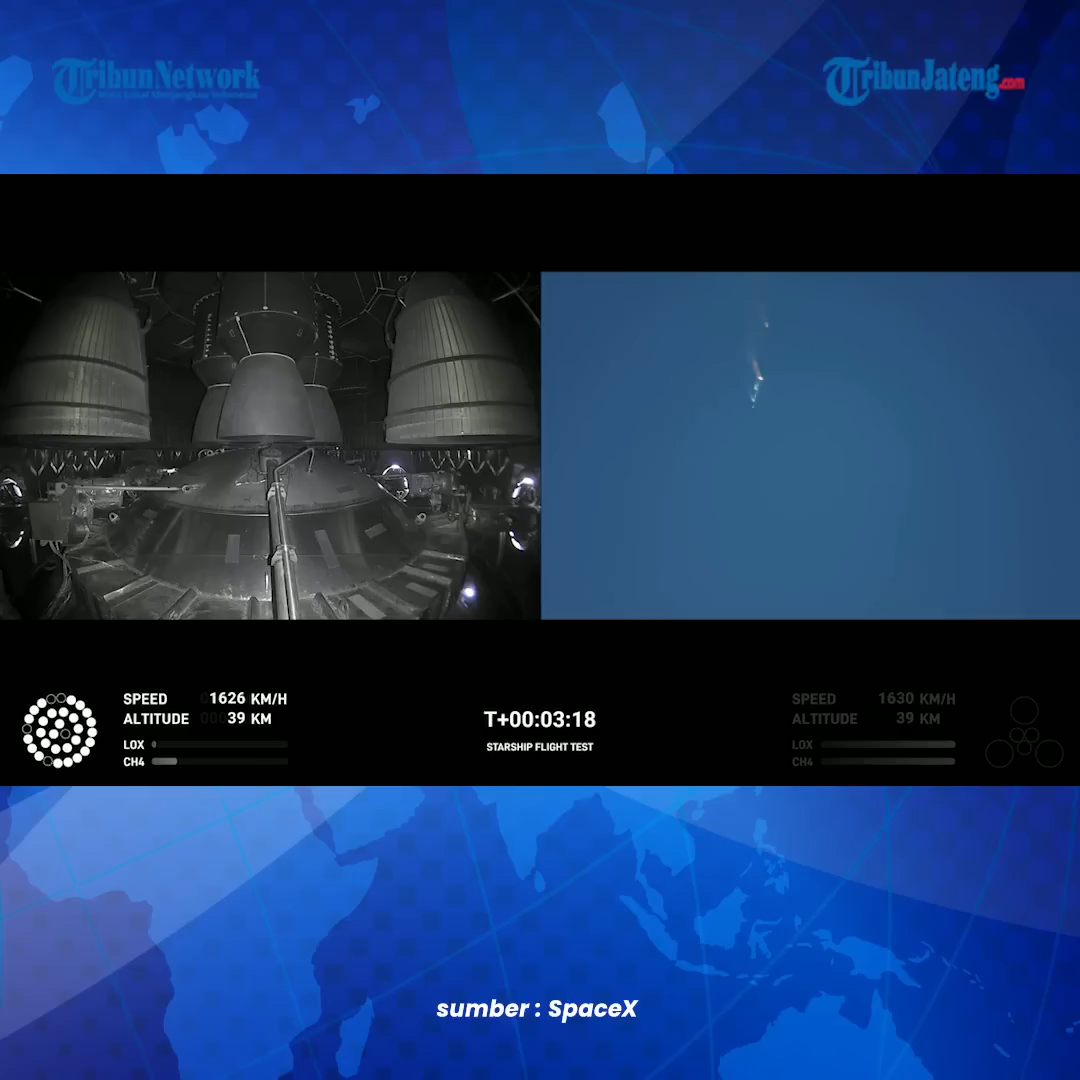 TribunNetwork
TribunJateng.com
SPEED 1626 KM/H
ALTITUDE 00039 KM
LOX
CH4
T+00:03:18
STARSHIP FLIGHT TEST
SPEED 1630 KM/H
ALTITUDE 39 KM
LOX
CH4
sumber : SpaceX